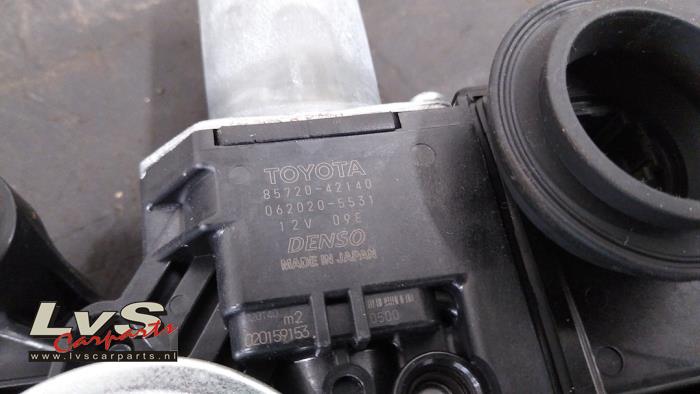 TOYOTA
85720-42140
062020-5531
12V 09E
DENSO
MADE IN JAPAN
m2
020159153
0500
LvS
Carparts
www.lvscarparts.nl